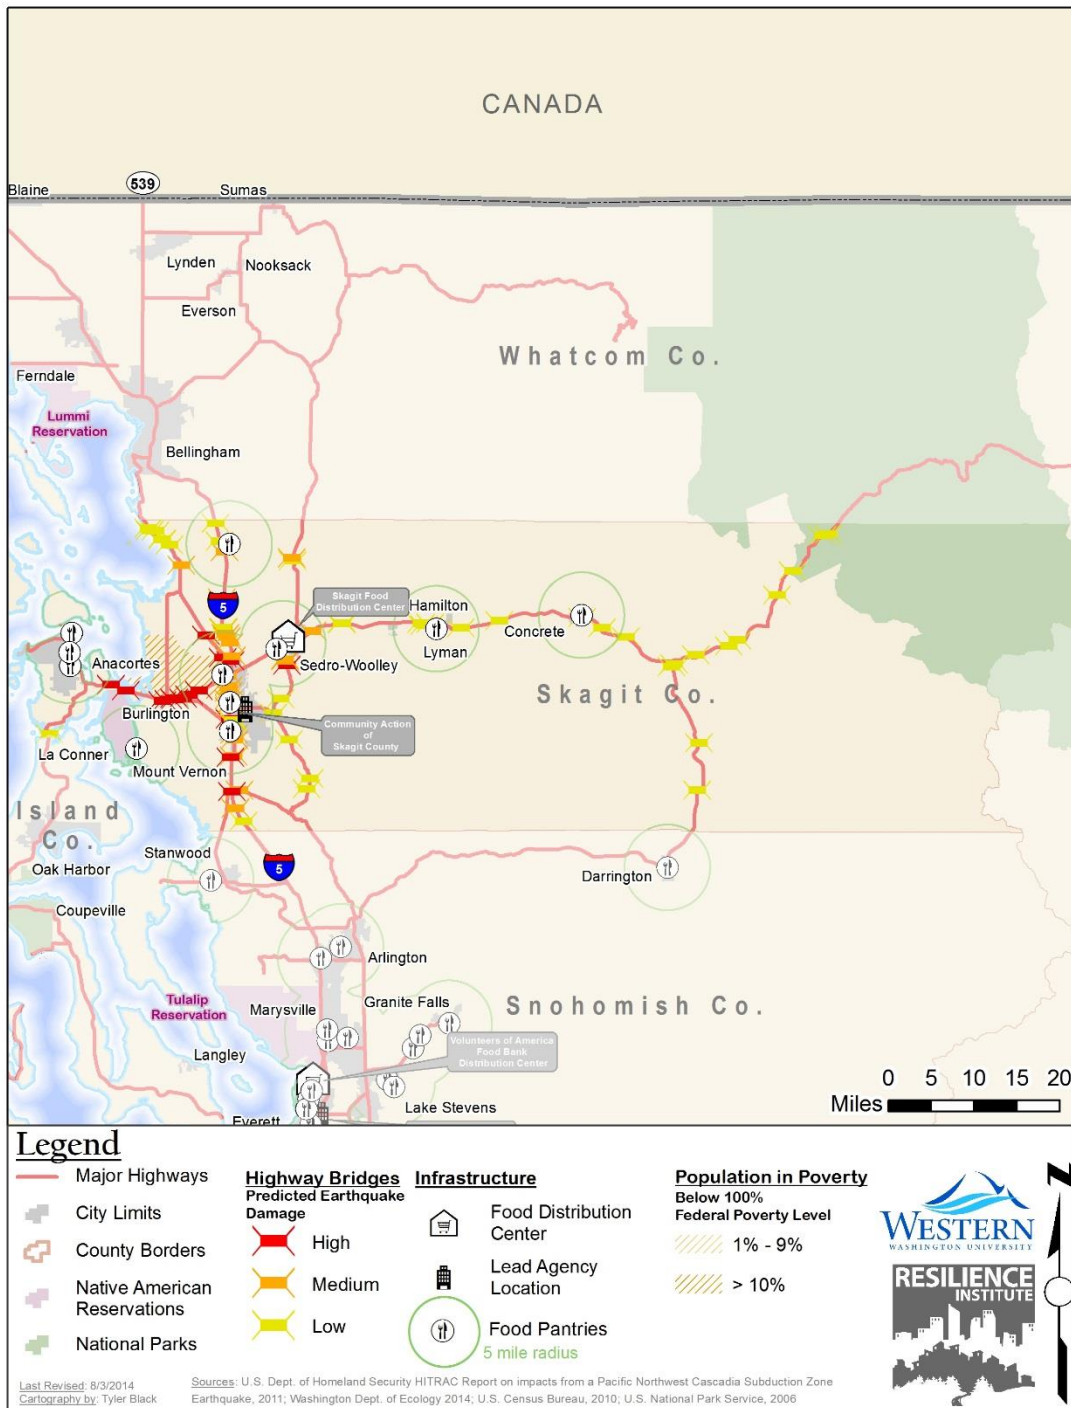 CANADA
Blaine
539
Sumas
Lynden
Nooksack
Everson
Whatcom Co.
Ferndale
Lummi
Reservation
Bellingham
5
Skagit Food
Distribution Center
Hamilton
Concrete
Lyman
Sedro-Woolley
Anacortes
Skagit Co.
Burlington
Community Action
of
Skagit County
La Conner
Mount Vernon
Island
Co.
Stanwood
5
Oak Harbor
Darrington
Coupeville
Arlington
Tulalip
Reservation
Marysville
Granite Falls
Snohomish Co.
Langley
Volunteers of America
Food Bank
Distribution Center
Lake Stevens
Everett
0 5 10 15 20
Miles
Legend
Major Highways
City Limits
County Borders
Native American
Reservations
National Parks
Highway Bridges
Predicted Earthquake
Damage
High
Medium
Low
Infrastructure
Food Distribution
Center
Lead Agency
Location
Food Pantries
5 mile radius
Population in Poverty
Below 100%
Federal Poverty Level
1% - 9%
> 10%
WESTERN
WASHINGTON UNIVERSITY
RESILIENCE
INSTITUTE
N
Last Revised: 8/3/2014
Cartography by: Tyler Black
Sources: U.S. Dept. of Homeland Security HITRAC Report on impacts from a Pacific Northwest Cascadia Subduction Zone
Earthquake, 2011; Washington Dept. of Ecology 2014; U.S. Census Bureau, 2010; U.S. National Park Service, 2006